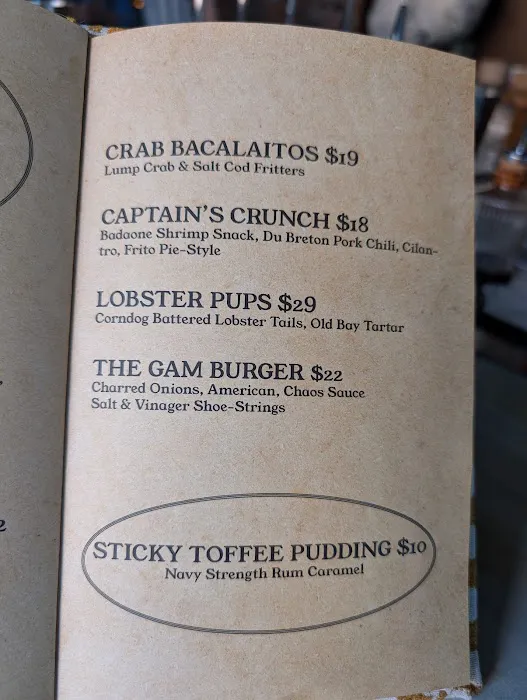 CRAB BACALAITOS $19
Lump Crab & Salt Cod Fritters
CAPTAIN'S CRUNCH $18
Badaone Shrimp Snack, Du Breton Pork Chili, Cilan-
tro, Frito Pie-Style
LOBSTER PUPS $29
Corndog Battered Lobster Tails, Old Bay Tartar
THE GAM BURGER $22
Charred Onions, American, Chaos Sauce
Salt & Vinager Shoe-Strings
STICKY TOFFEE PUDDING $10
Navy Strength Rum Caramel